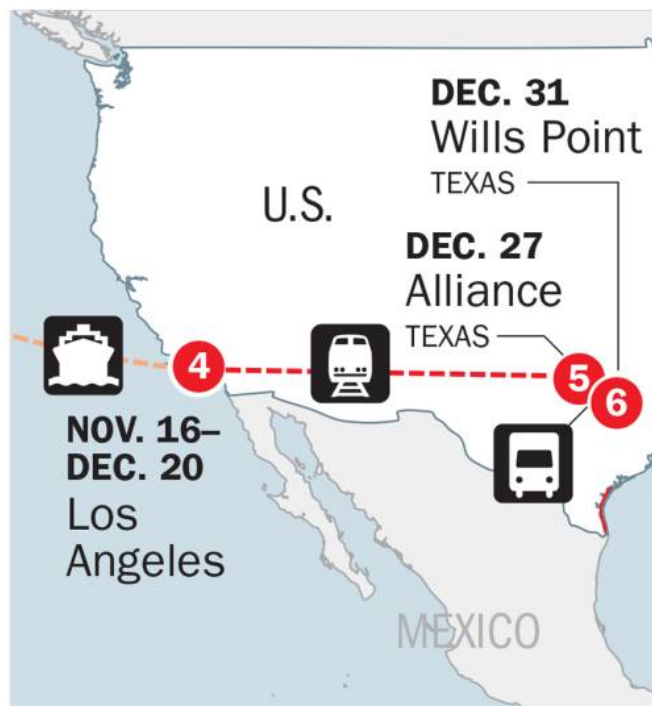 DEC. 31
Wills Point
TEXAS
U.S.
DEC. 27
Alliance
TEXAS
4
5
6
NOV. 16–
DEC. 20
Los
Angeles
MEXICO